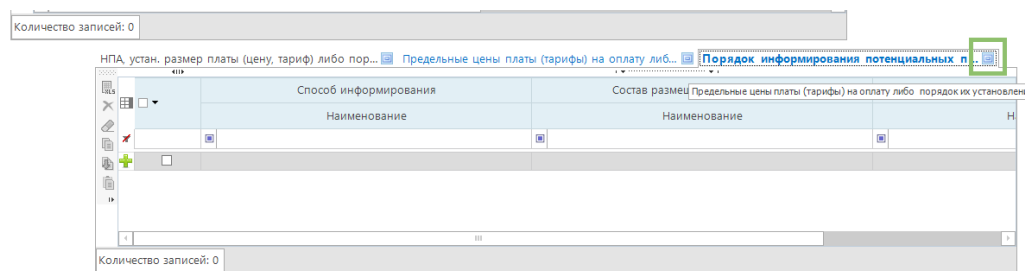 Количество записей: 0
НПА, устан. размер платы (цену, тариф) либо пор... Предельные цены платы (тарифы) на оплату либ... Порядок информирования потенциальных п...
XLS
Способ информирования Состав размещ
Предельные цены платы (тарифы) на оплату либо порядок их установлени
Наименование Наименование Н
Количество записей: 0